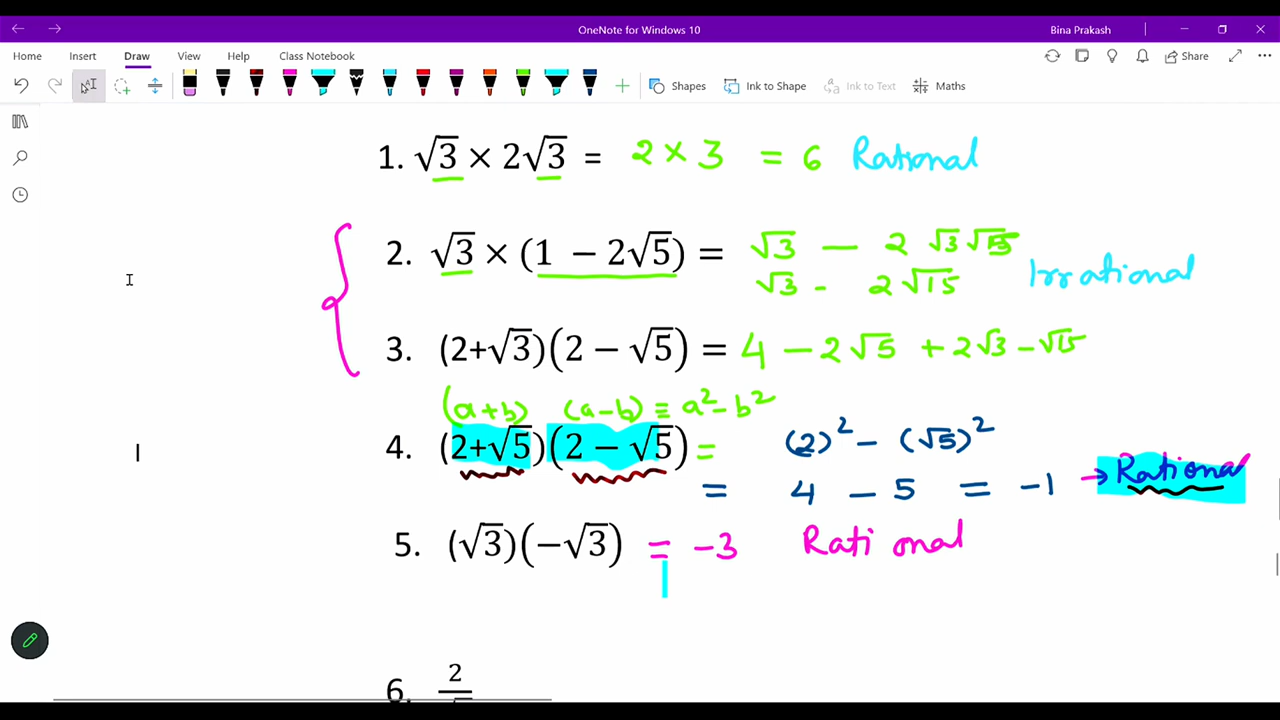 OneNote for Windows 10
Bina Prakash
Home Insert Draw View Help Class Notebook Share
Shapes Ink to Shape Ink to Text Maths
1. √3 × 2√3 = 2 × 3 = 6 Rational
2. √3 × (1 − 2√5) = √3 − 2 √3 √5
√3 - 2√15 Irrational
3. (2+√3)(2 − √5) = 4 − 2√5 + 2√3 − √15
(a+b) (a−b) ≡ a² − b²
4. (2+√5)(2 − √5) = (2)² − (√5)²
= 4 − 5 = −1 → Rational
5. (√3)(−√3) = −3 Rational
6. 2